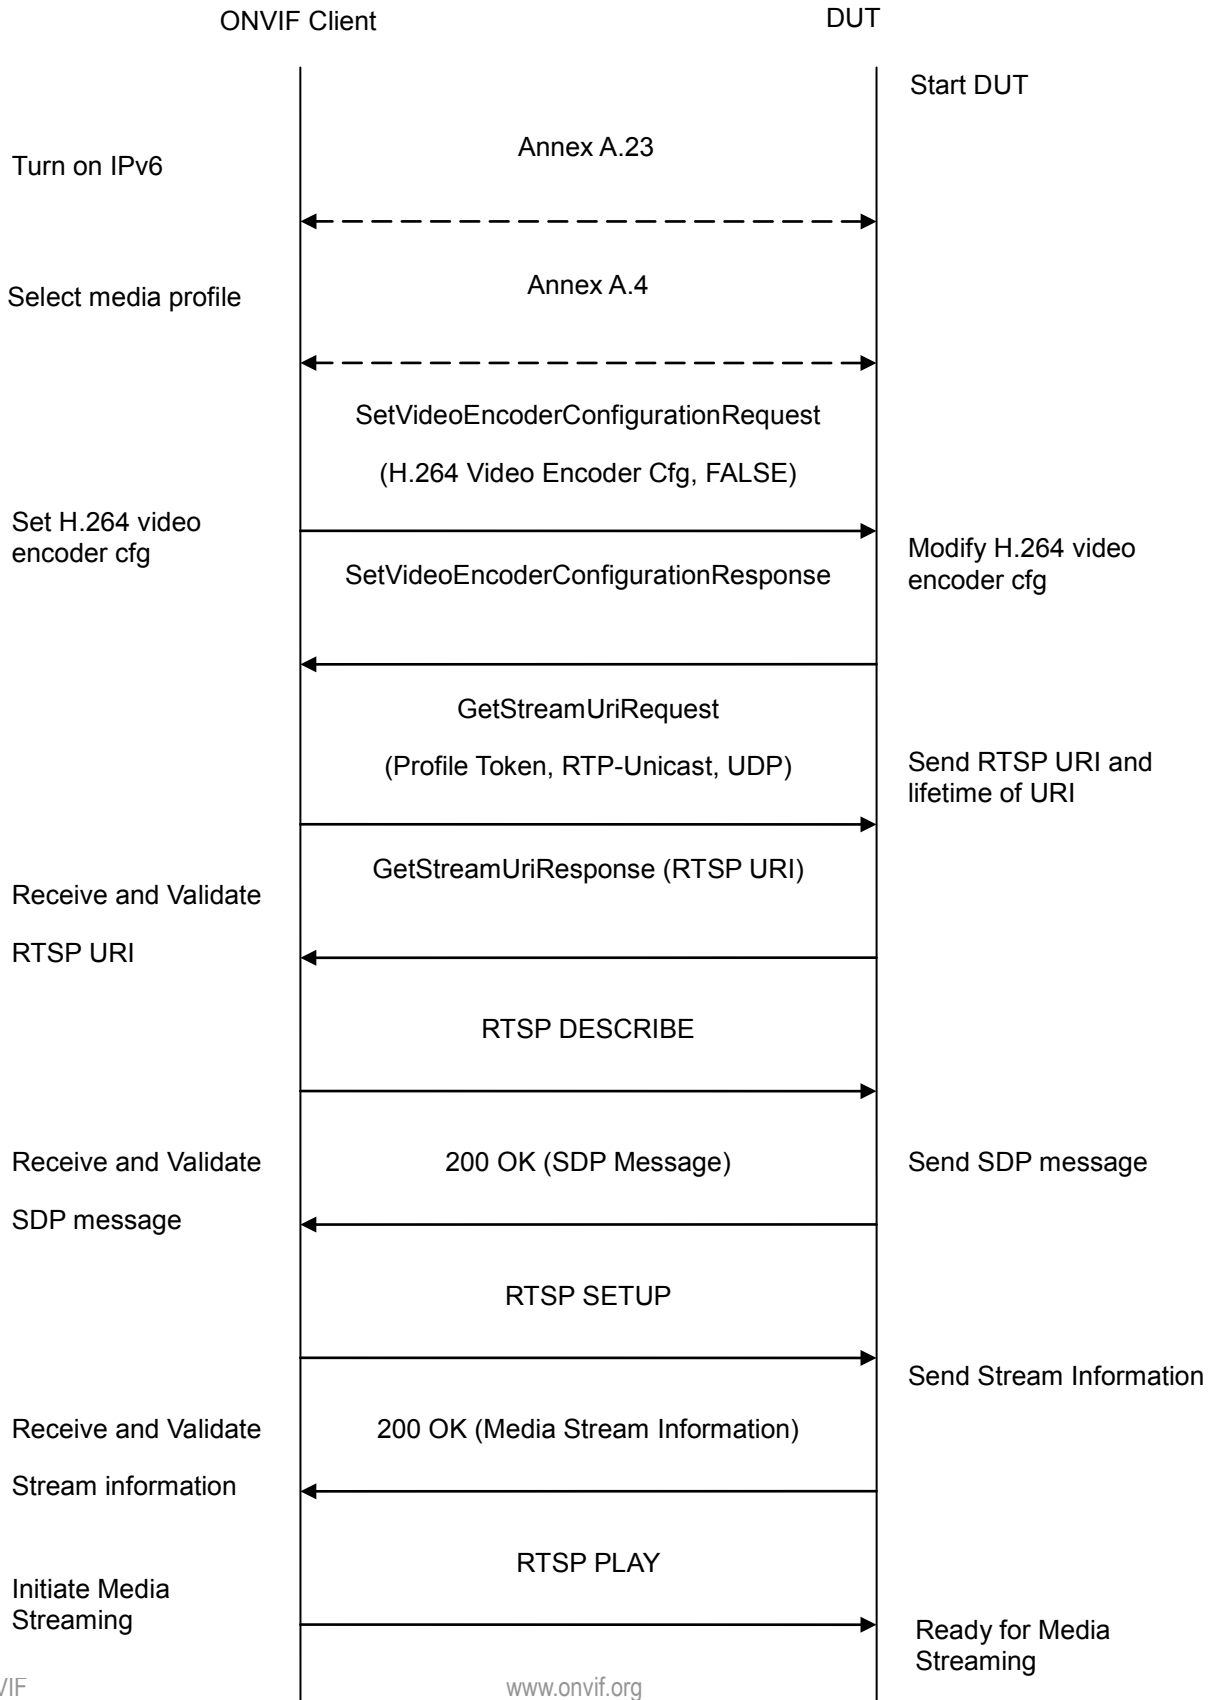 ONVIF Client
DUT
Start DUT
Annex A.23
Turn on IPv6
Annex A.4
Select media profile
SetVideoEncoderConfigurationRequest
(H.264 Video Encoder Cfg, FALSE)
Set H.264 video
encoder cfg
Modify H.264 video
encoder cfg
SetVideoEncoderConfigurationResponse
GetStreamUriRequest
(Profile Token, RTP-Unicast, UDP)
Send RTSP URI and
lifetime of URI
GetStreamUriResponse (RTSP URI)
Receive and Validate
RTSP URI
RTSP DESCRIBE
Receive and Validate
SDP message
200 OK (SDP Message)
Send SDP message
RTSP SETUP
Send Stream Information
Receive and Validate
Stream information
200 OK (Media Stream Information)
RTSP PLAY
Initiate Media
Streaming
Ready for Media
Streaming
VIF
www.onvif.org